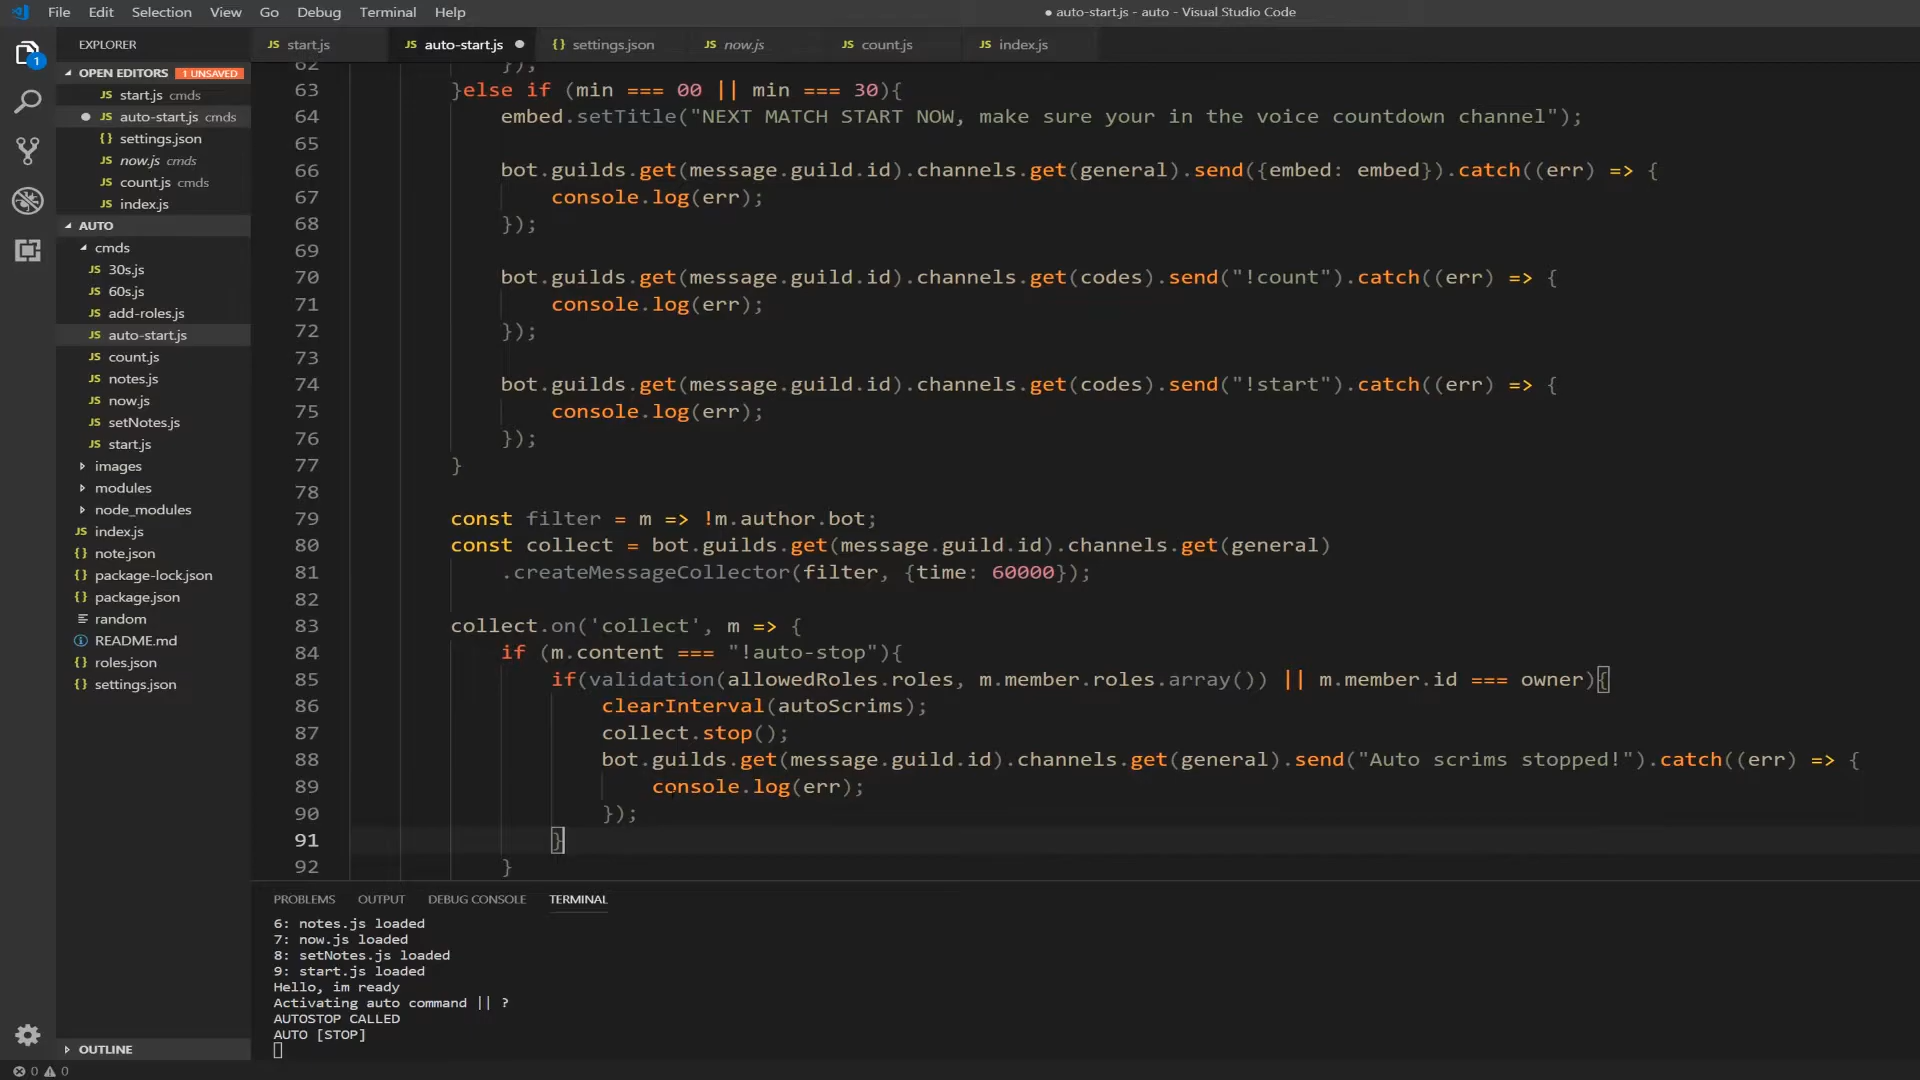 File Edit Selection View Go Debug Terminal Help
● auto-start.js - auto - Visual Studio Code
EXPLORER
JS start.js
JS auto-start.js ●
{} settings.json
JS now.js
JS count.js
JS index.js
1
OPEN EDITORS 1 UNSAVED
JS start.js cmds
● JS auto-start.js cmds
{} settings.json
JS now.js cmds
JS count.js cmds
JS index.js
AUTO
cmds
JS 30s.js
JS 60s.js
JS add-roles.js
JS auto-start.js
JS count.js
JS notes.js
JS now.js
JS setNotes.js
JS start.js
images
modules
node_modules
JS index.js
{} note.json
{} package-lock.json
{} package.json
random
README.md
{} roles.json
{} settings.json
OUTLINE
62 });
63 }else if (min === 00 || min === 30){
64 embed.setTitle("NEXT MATCH START NOW, make sure your in the voice countdown channel");
65
66 bot.guilds.get(message.guild.id).channels.get(general).send({embed: embed}).catch((err) => {
67 console.log(err);
68 });
69
70 bot.guilds.get(message.guild.id).channels.get(codes).send("!count").catch((err) => {
71 console.log(err);
72 });
73
74 bot.guilds.get(message.guild.id).channels.get(codes).send("!start").catch((err) => {
75 console.log(err);
76 });
77 }
78
79 const filter = m => !m.author.bot;
80 const collect = bot.guilds.get(message.guild.id).channels.get(general)
81 .createMessageCollector(filter, {time: 60000});
82
83 collect.on('collect', m => {
84 if (m.content === "!auto-stop"){
85 if(validation(allowedRoles.roles, m.member.roles.array()) || m.member.id === owner){
86 clearInterval(autoScrims);
87 collect.stop();
88 bot.guilds.get(message.guild.id).channels.get(general).send("Auto scrims stopped!").catch((err) => {
89 console.log(err);
90 });
91 }
92 }
PROBLEMS OUTPUT DEBUG CONSOLE TERMINAL
6: notes.js loaded
7: now.js loaded
8: setNotes.js loaded
9: start.js loaded
Hello, im ready
Activating auto command || ?
AUTOSTOP CALLED
AUTO [STOP]
0 0